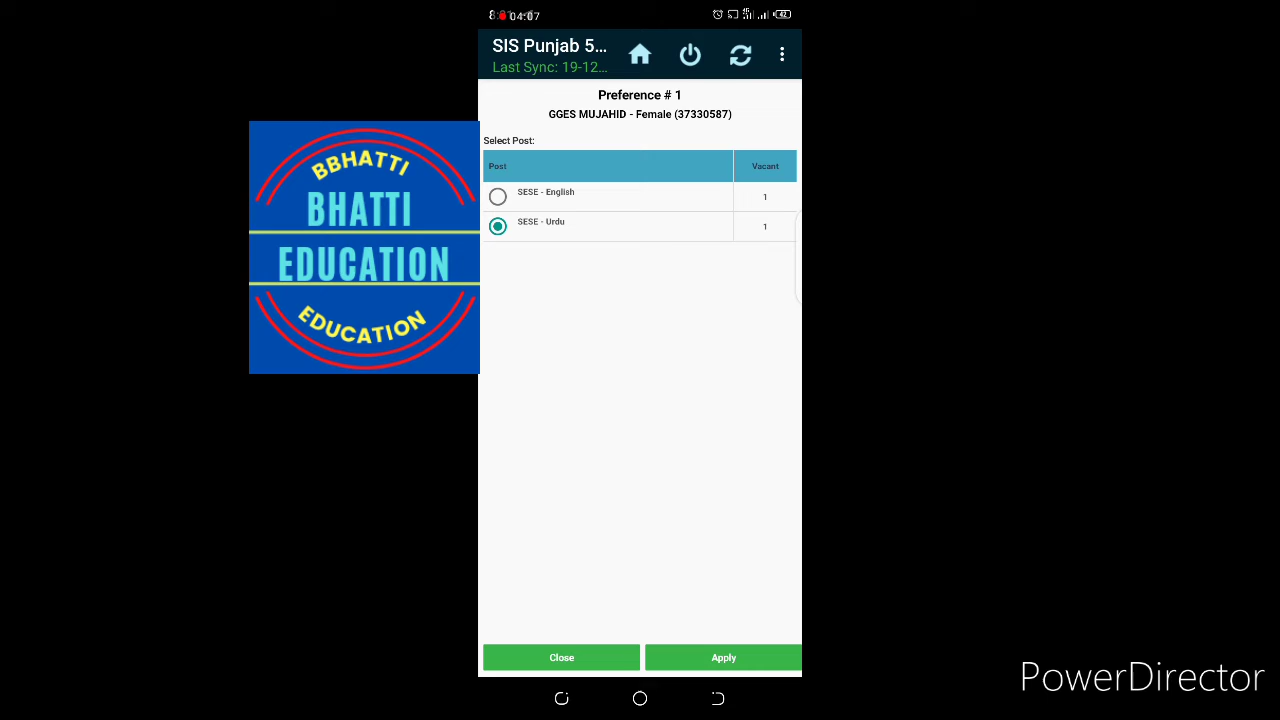 04:07
42
SIS Punjab 5...
Last Sync: 19-12...
Preference # 1
GGES MUJAHID - Female (37330587)
Select Post:
Post Vacant
SESE - English 1
SESE - Urdu 1
Close Apply
BBHATTI
BHATTI
EDUCATION
EDUCATION
PowerDirector